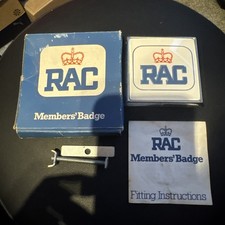 RAC
Members' Badge
RAC
RAC
Members' Badge
Fitting Instructions